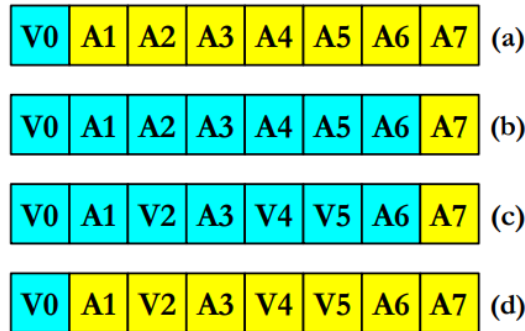 V0 A1 A2 A3 A4 A5 A6 A7 (a)
V0 A1 A2 A3 A4 A5 A6 A7 (b)
V0 A1 V2 A3 V4 V5 A6 A7 (c)
V0 A1 V2 A3 V4 V5 A6 A7 (d)